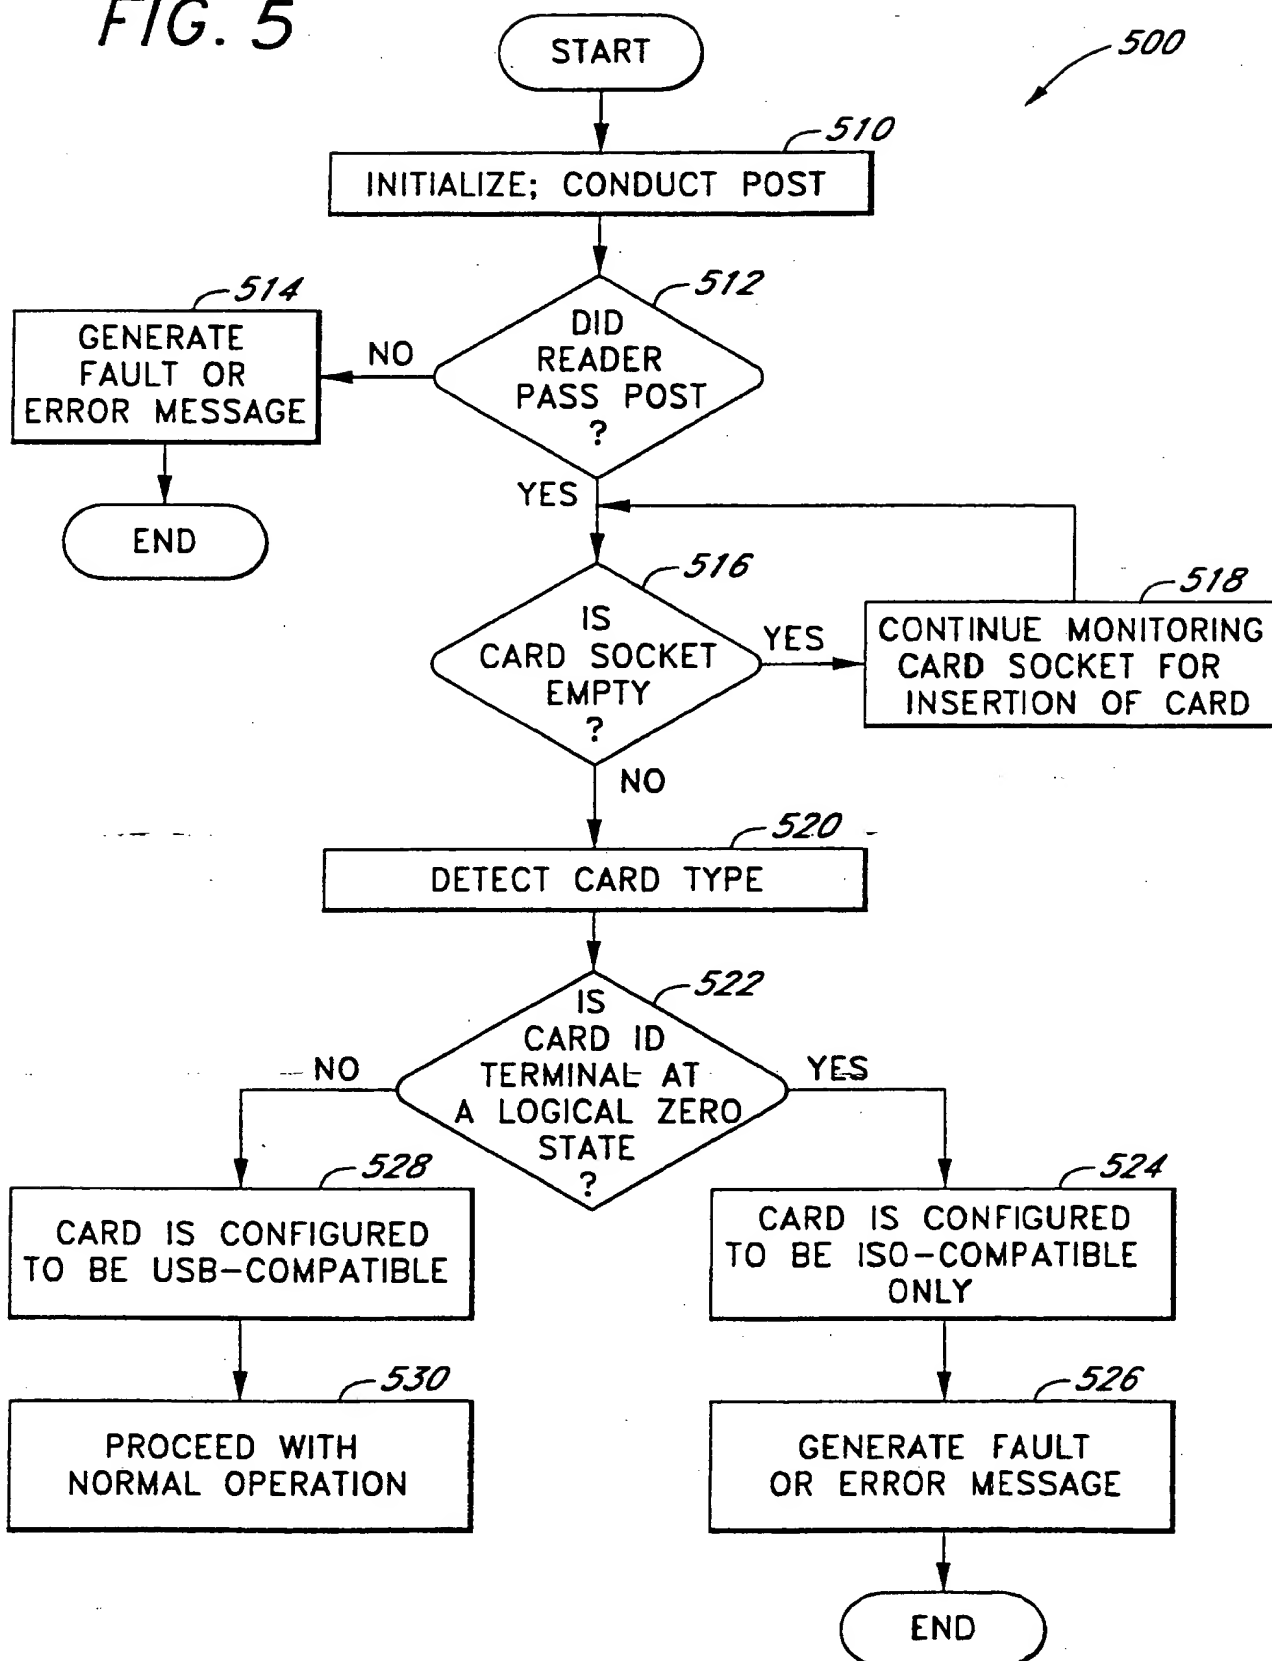 FIG. 5
START
500
510
INITIALIZE; CONDUCT POST
512
DID
READER
PASS POST
?
NO
514
GENERATE
FAULT OR
ERROR MESSAGE
END
YES
516
IS
CARD SOCKET
EMPTY
?
YES
518
CONTINUE MONITORING
CARD SOCKET FOR
INSERTION OF CARD
NO
520
DETECT CARD TYPE
522
IS
CARD ID
TERMINAL AT
A LOGICAL ZERO
STATE
?
NO
YES
528
CARD IS CONFIGURED
TO BE USB-COMPATIBLE
524
CARD IS CONFIGURED
TO BE ISO-COMPATIBLE
ONLY
530
PROCEED WITH
NORMAL OPERATION
526
GENERATE FAULT
OR ERROR MESSAGE
END